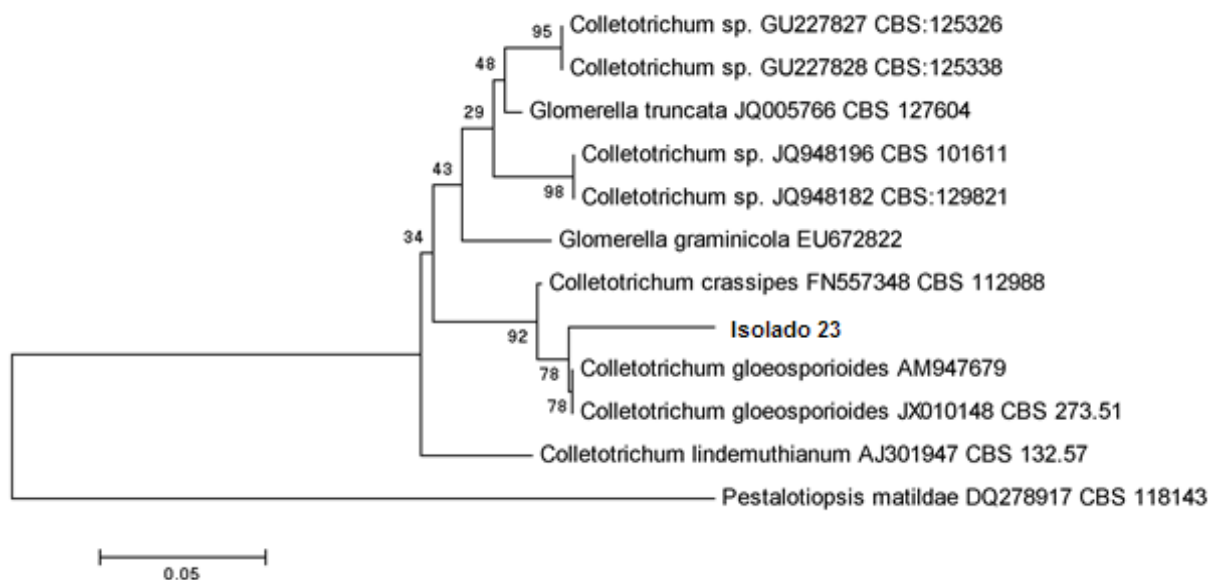 95
Colletotrichum sp. GU227827 CBS:125326
48
Colletotrichum sp. GU227828 CBS:125338
29
Glomerella truncata JQ005766 CBS 127604
Colletotrichum sp. JQ948196 CBS 101611
43
98
Colletotrichum sp. JQ948182 CBS:129821
34
Glomerella graminicola EU672822
Colletotrichum crassipes FN557348 CBS 112988
92
Isolado 23
78
Colletotrichum gloeosporioides AM947679
78
Colletotrichum gloeosporioides JX010148 CBS 273.51
Colletotrichum lindemuthianum AJ301947 CBS 132.57
Pestalotiopsis matildae DQ278917 CBS 118143
0.05